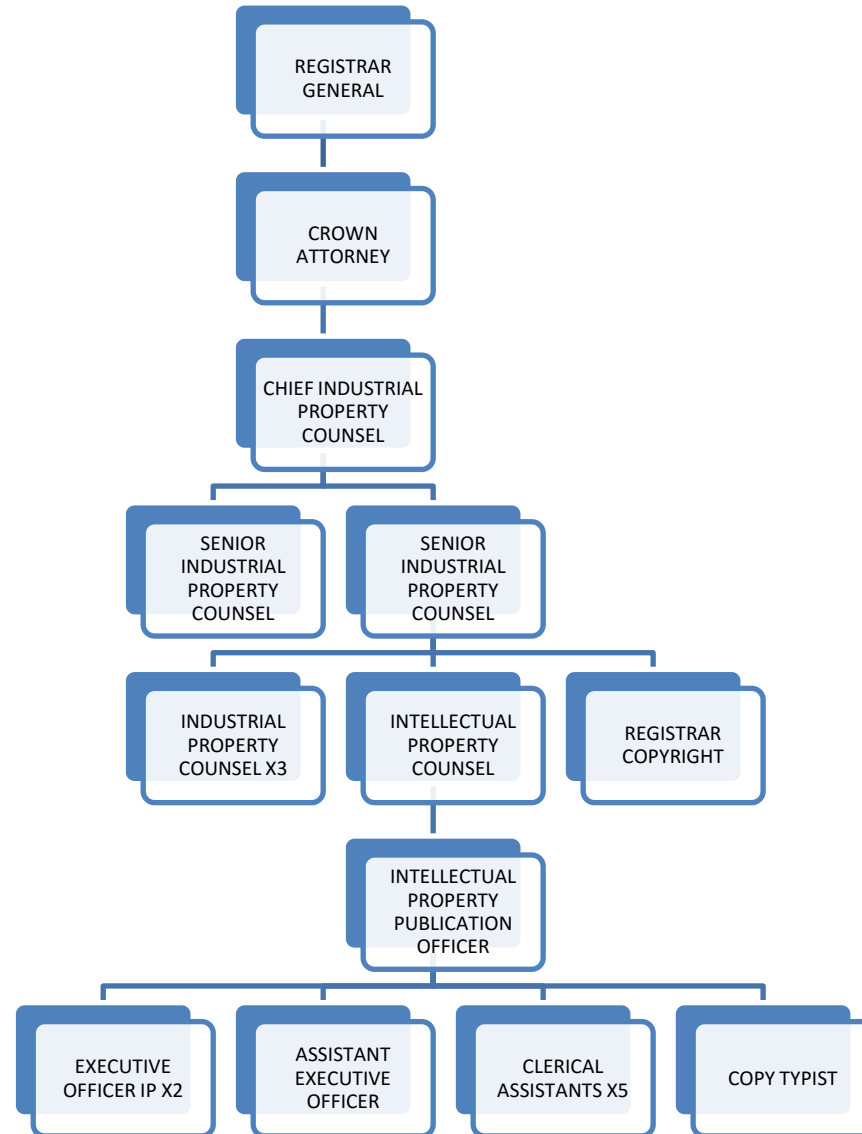 REGISTRAR
GENERAL
CROWN
ATTORNEY
CHIEF INDUSTRIAL
PROPERTY
COUNSEL
SENIOR
INDUSTRIAL
PROPERTY
COUNSEL
SENIOR
INDUSTRIAL
PROPERTY
COUNSEL
INDUSTRIAL
PROPERTY
COUNSEL X3
INTELLECTUAL
PROPERTY
COUNSEL
REGISTRAR
COPYRIGHT
INTELLECTUAL
PROPERTY
PUBLICATION
OFFICER
EXECUTIVE
OFFICER IP X2
ASSISTANT
EXECUTIVE
OFFICER
CLERICAL
ASSISTANTS X5
COPY TYPIST